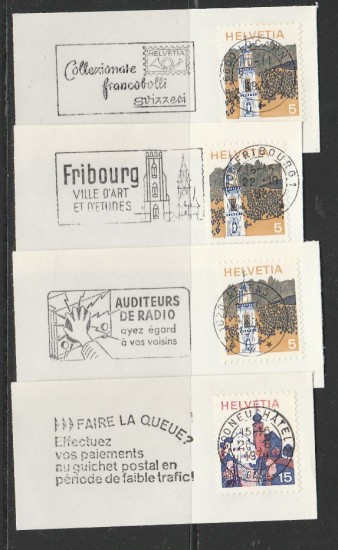 HELVETIA
Collezionate
francobolli
svizzeri
5
Fribourg
VILLE D'ART
ET D'ETUDES
FRIBOURG 1
5
AUDITEURS
DE RADIO
ayez égard
à vos voisins
HELVETIA
5
))) FAIRE LA QUEUE?
Effectuez
vos paiements
au guichet postal en
période de faible trafic!
HELVETIA
NEUCHÂTEL
15